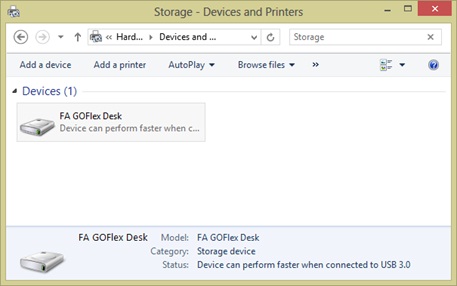 Storage - Devices and Printers
Hard... Devices and ... Storage
Add a device Add a printer AutoPlay Browse files »
Devices (1)
FA GOFlex Desk
Device can perform faster when c...
FA GOFlex Desk Model: FA GOFlex Desk
Category: Storage device
Status: Device can perform faster when connected to USB 3.0